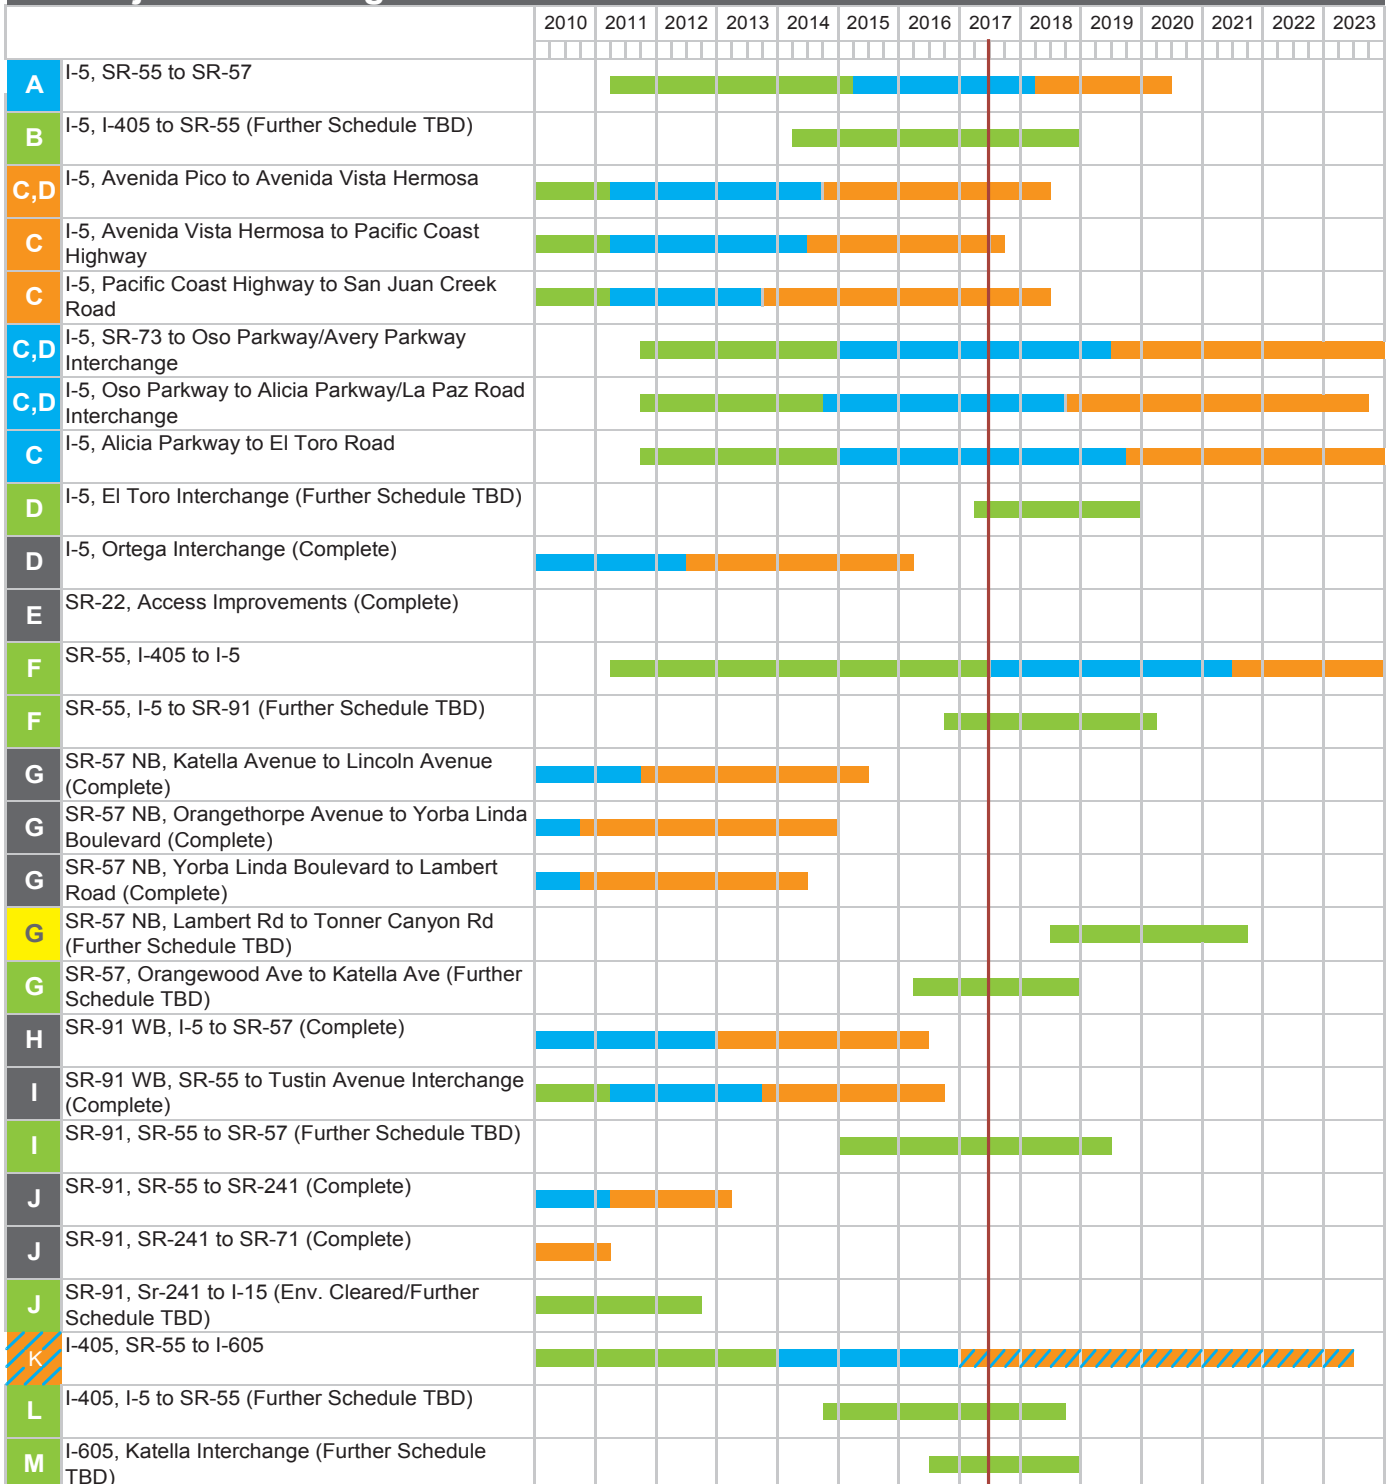 2010 2011 2012 2013 2014 2015 2016 2017 2018 2019 2020 2021 2022 2023
A I-5, SR-55 to SR-57
B I-5, I-405 to SR-55 (Further Schedule TBD)
C,D I-5, Avenida Pico to Avenida Vista Hermosa
C I-5, Avenida Vista Hermosa to Pacific Coast
Highway
C I-5, Pacific Coast Highway to San Juan Creek
Road
C,D I-5, SR-73 to Oso Parkway/Avery Parkway
Interchange
C,D I-5, Oso Parkway to Alicia Parkway/La Paz Road
Interchange
C I-5, Alicia Parkway to El Toro Road
D I-5, El Toro Interchange (Further Schedule TBD)
D I-5, Ortega Interchange (Complete)
E SR-22, Access Improvements (Complete)
F SR-55, I-405 to I-5
F SR-55, I-5 to SR-91 (Further Schedule TBD)
G SR-57 NB, Katella Avenue to Lincoln Avenue
(Complete)
G SR-57 NB, Orangethorpe Avenue to Yorba Linda
Boulevard (Complete)
G SR-57 NB, Yorba Linda Boulevard to Lambert
Road (Complete)
G SR-57 NB, Lambert Rd to Tonner Canyon Rd
(Further Schedule TBD)
G SR-57, Orangewood Ave to Katella Ave (Further
Schedule TBD)
H SR-91 WB, I-5 to SR-57 (Complete)
I SR-91 WB, SR-55 to Tustin Avenue Interchange
(Complete)
I SR-91, SR-55 to SR-57 (Further Schedule TBD)
J SR-91, SR-55 to SR-241 (Complete)
J SR-91, SR-241 to SR-71 (Complete)
J SR-91, Sr-241 to I-15 (Env. Cleared/Further
Schedule TBD)
K I-405, SR-55 to I-605
L I-405, I-5 to SR-55 (Further Schedule TBD)
M I-605, Katella Interchange (Further Schedule
TBD)